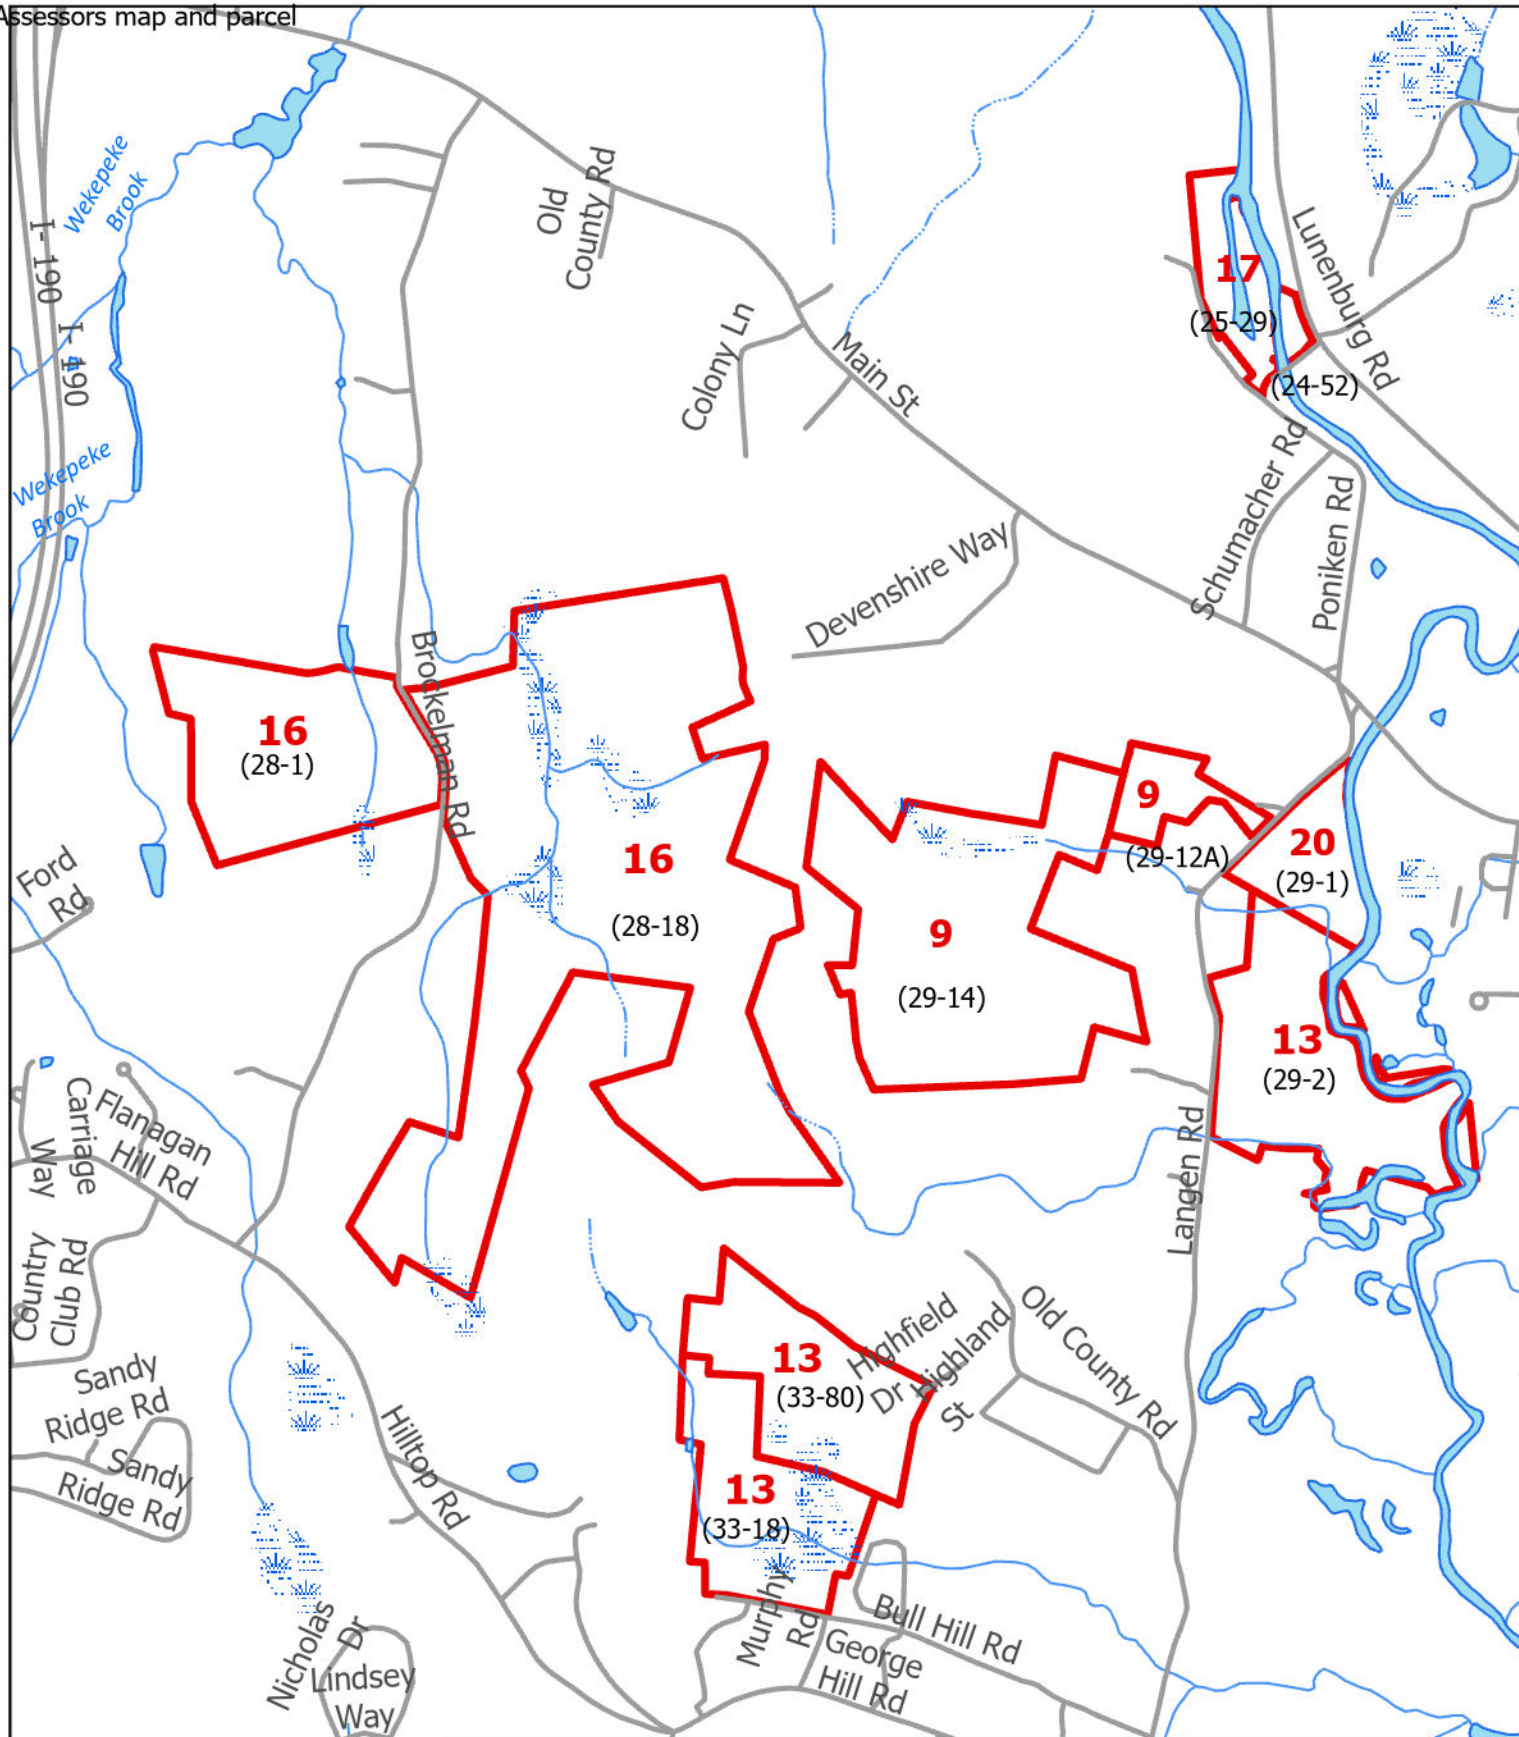 Assessors map and parcel
Wekepeke
Brook
I-190
I-190
Wekepeke
Brook
Old
County Rd
Colony Ln
Main St
17
(25-29)
(24-52)
Lunenburg Rd
Schumacher Rd
Poniken Rd
Devenshire Way
Brockelman Rd
16
(28-1)
16
(28-18)
9
(29-12A)
9
(29-14)
20
(29-1)
13
(29-2)
Ford
Rd
Carriage
Way
Flanagan
Hill Rd
Country
Club Rd
Langen Rd
Sandy
Ridge Rd
Sandy
Ridge Rd
Hilltop Rd
13
(33-80)
Highfield
Dr
Highland
St
Old County Rd
13
(33-18)
Murphy
Rd
Bull Hill Rd
George
Hill Rd
Nicholas
Dr
Lindsey
Way